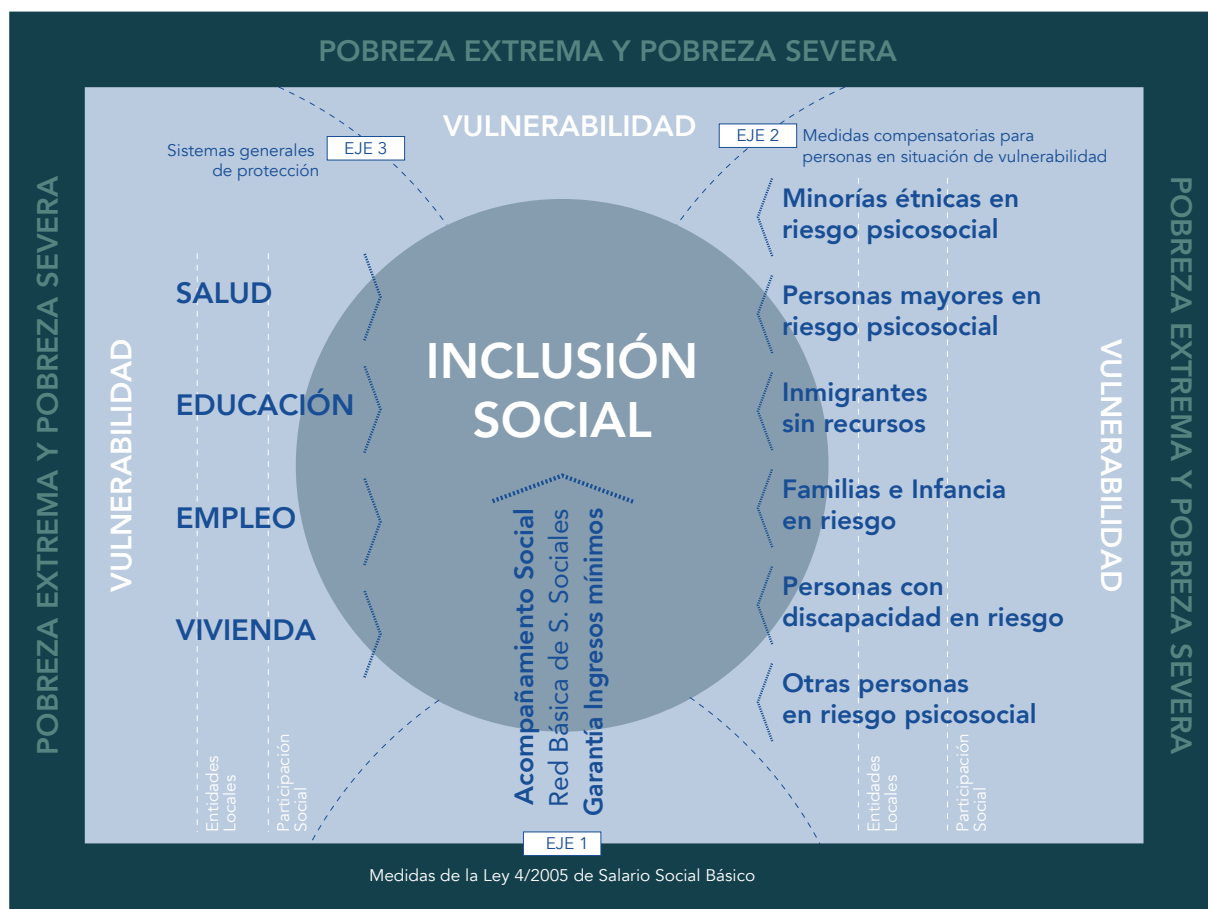 POBREZA EXTREMA Y POBREZA SEVERA
VULNERABILIDAD
Sistemas generales
de protección
EJE 3
EJE 2
Medidas compensatorias para
personas en situación de vulnerabilidad
POBREZA EXTREMA Y POBREZA SEVERA
VULNERABILIDAD
SALUD
EDUCACIÓN
EMPLEO
VIVIENDA
Entidades
Locales
Participación
Social
INCLUSIÓN
SOCIAL
Acompañamiento Social
Red Básica de S. Sociales
Garantía Ingresos mínimos
Minorías étnicas en
riesgo psicosocial
Personas mayores en
riesgo psicosocial
Inmigrantes
sin recursos
Familias e Infancia
en riesgo
Personas con
discapacidad en riesgo
Otras personas
en riesgo psicosocial
Entidades
Locales
Participación
Social
VULNERABILIDAD
POBREZA EXTREMA Y POBREZA SEVERA
EJE 1
Medidas de la Ley 4/2005 de Salario Social Básico